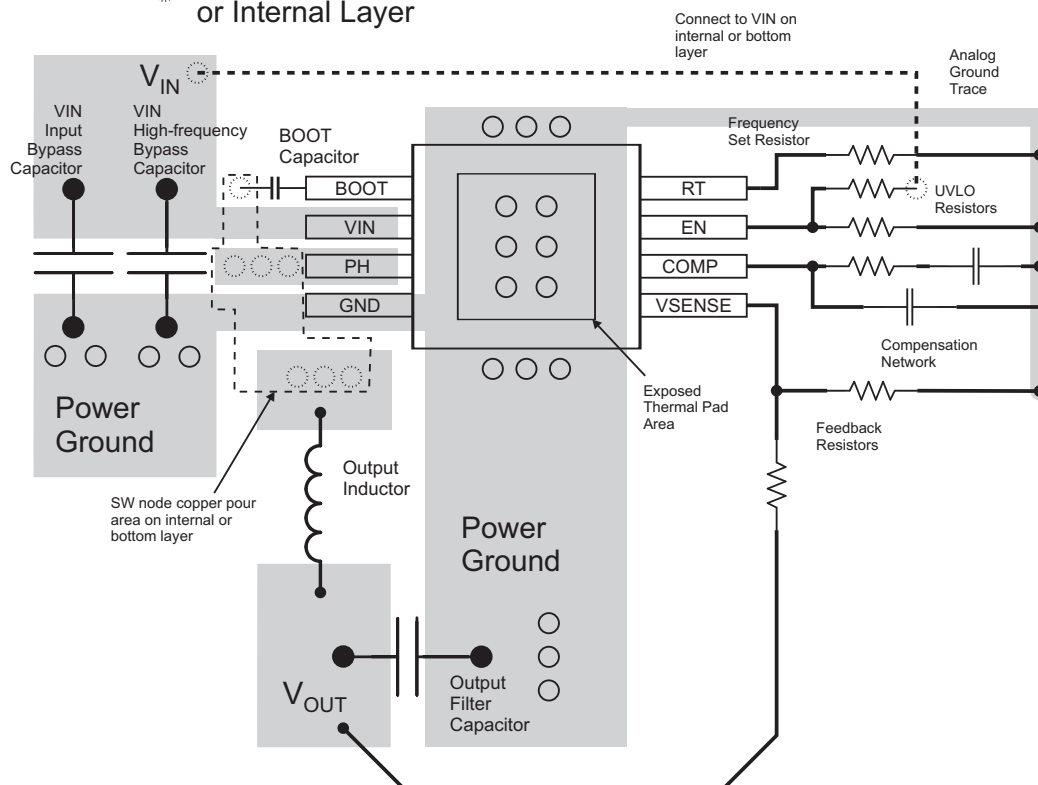 or Internal Layer
Connect to VIN on
internal or bottom
layer
Analog
Ground
Trace
VIN
VIN
Input
Bypass
Capacitor
VIN
High-frequency
Bypass
Capacitor
BOOT
Capacitor
Frequency
Set Resistor
BOOT
VIN
PH
GND
RT
EN
COMP
VSENSE
UVLO
Resistors
Compensation
Network
Exposed
Thermal Pad
Area
Feedback
Resistors
Power
Ground
Output
Inductor
SW node copper pour
area on internal or
bottom layer
Power
Ground
VOUT
Output
Filter
Capacitor